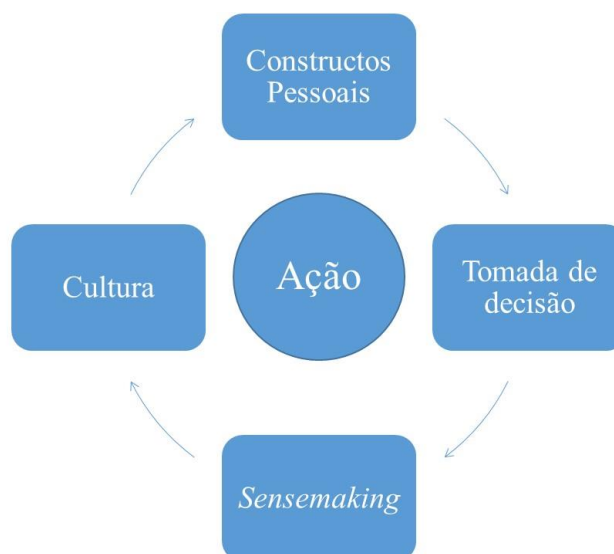 Constructos
Pessoais
Cultura
Ação
Tomada de
decisão
Sensemaking